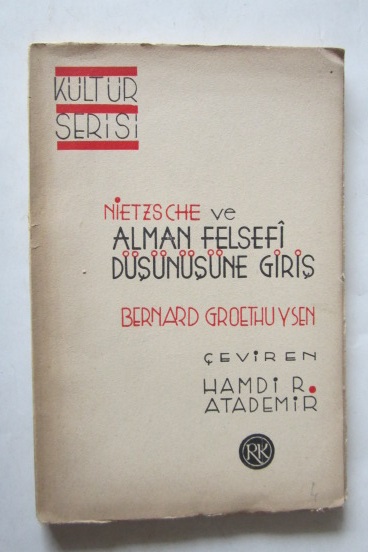 KÜLTÜR
SERİSİ
NİETZSCHE ve
ALMAN FELSEFÎ
DÜŞÜNÜŞÜNE GİRİŞ
BERNARD GROETHUYSEN
ÇEVİREN
HAMDİ R.
ATADEMİR
RK